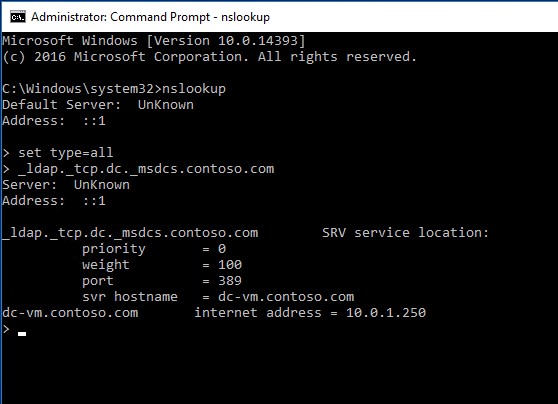 Administrator: Command Prompt - nslookup
Microsoft Windows [Version 10.0.14393]
(c) 2016 Microsoft Corporation. All rights reserved.
C:\Windows\system32>nslookup
Default Server:  UnKnown
Address:  ::1
> set type=all
> _ldap._tcp.dc._msdcs.contoso.com
Server:  UnKnown
Address:  ::1
_ldap._tcp.dc._msdcs.contoso.com        SRV service location:
          priority       = 0
          weight         = 100
          port           = 389
          svr hostname   = dc-vm.contoso.com
dc-vm.contoso.com       internet address = 10.0.1.250
>